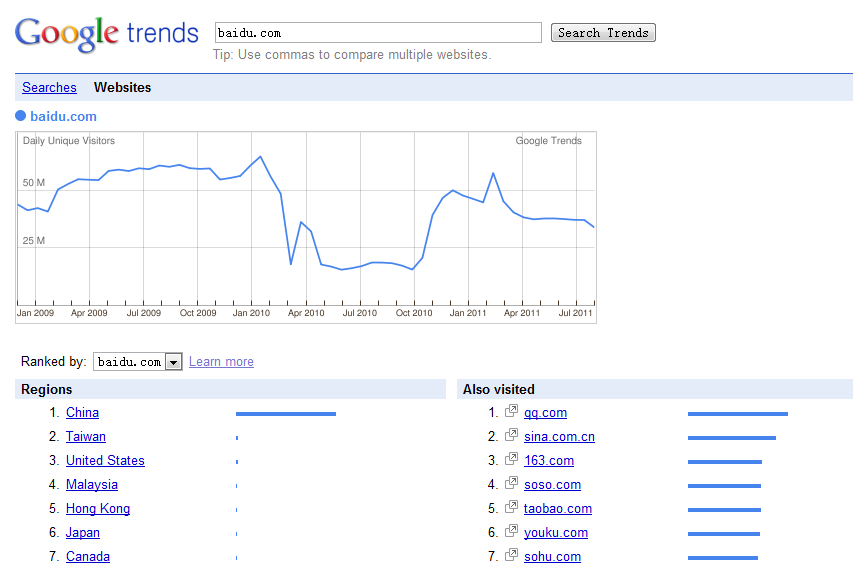 Google trends
baidu.com
Search Trends
Tip: Use commas to compare multiple websites.
Searches Websites
baidu.com
Daily Unique Visitors
Google Trends
50 M
25 M
Jan 2009 Apr 2009 Jul 2009 Oct 2009 Jan 2010 Apr 2010 Jul 2010 Oct 2010 Jan 2011 Apr 2011 Jul 2011
Ranked by: baidu.com Learn more
Regions
1. China
2. Taiwan
3. United States
4. Malaysia
5. Hong Kong
6. Japan
7. Canada
Also visited
1. qq.com
2. sina.com.cn
3. 163.com
4. soso.com
5. taobao.com
6. youku.com
7. sohu.com